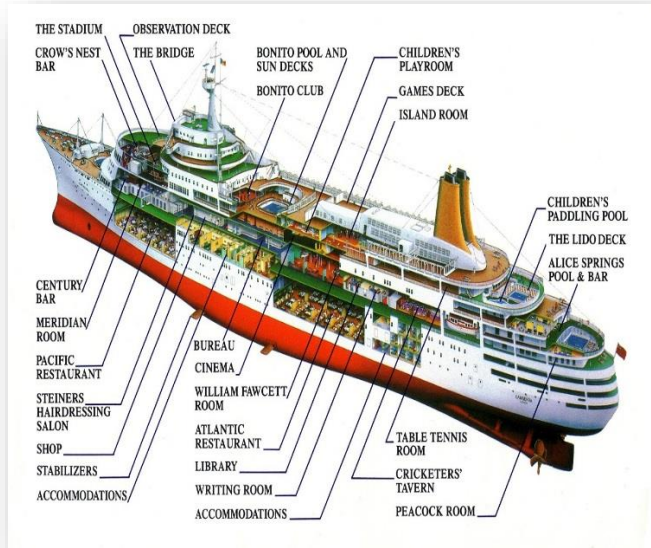 THE STADIUM
OBSERVATION DECK
CROW'S NEST
BAR
THE BRIDGE
BONITO POOL AND
SUN DECKS
BONITO CLUB
CHILDREN'S
PLAYROOM
GAMES DECK
ISLAND ROOM
CHILDREN'S
PADDLING POOL
THE LIDO DECK
ALICE SPRINGS
POOL & BAR
CENTURY
BAR
MERIDIAN
ROOM
PACIFIC
RESTAURANT
STEINERS
HAIRDRESSING
SALON
SHOP
STABILIZERS
ACCOMMODATIONS
BUREAU
CINEMA
WILLIAM FAWCETT
ROOM
ATLANTIC
RESTAURANT
LIBRARY
WRITING ROOM
ACCOMMODATIONS
TABLE TENNIS
ROOM
CRICKETERS'
TAVERN
PEACOCK ROOM